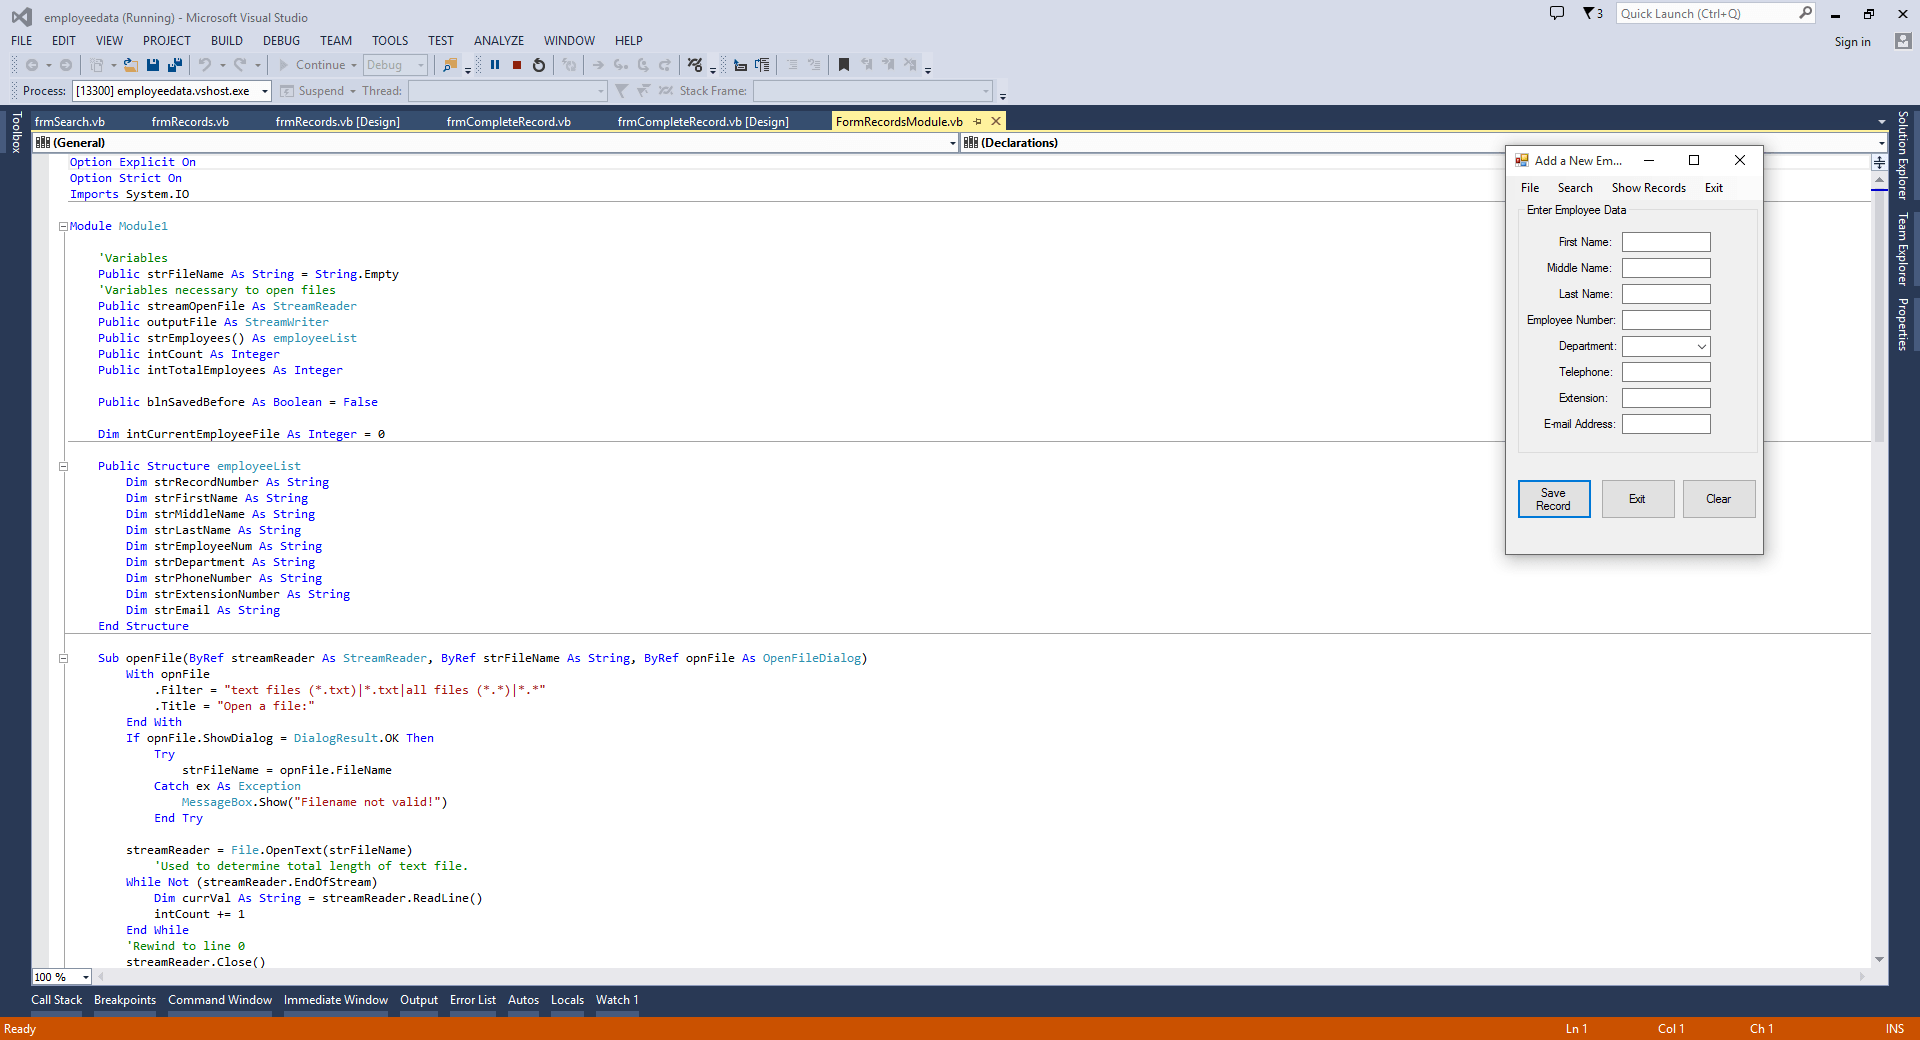 employeedata (Running) - Microsoft Visual Studio
3
Quick Launch (Ctrl+Q)
FILE EDIT VIEW PROJECT BUILD DEBUG TEAM TOOLS TEST ANALYZE WINDOW HELP
Sign in
Continue Debug
Process: [13300] employeedata.vshost.exe Suspend Thread: Stack Frame:
Toolbox
frmSearch.vb frmRecords.vb frmRecords.vb [Design] frmCompleteRecord.vb frmCompleteRecord.vb [Design] FormRecordsModule.vb
(General) (Declarations)
Option Explicit On
Option Strict On
Imports System.IO
Module Module1
'Variables
Public strFileName As String = String.Empty
'Variables necessary to open files
Public streamOpenFile As StreamReader
Public outputFile As StreamWriter
Public strEmployees() As employeeList
Public intCount As Integer
Public intTotalEmployees As Integer
Public blnSavedBefore As Boolean = False
Dim intCurrentEmployeeFile As Integer = 0
Public Structure employeeList
Dim strRecordNumber As String
Dim strFirstName As String
Dim strMiddleName As String
Dim strLastName As String
Dim strEmployeeNum As String
Dim strDepartment As String
Dim strPhoneNumber As String
Dim strExtensionNumber As String
Dim strEmail As String
End Structure
Sub openFile(ByRef streamReader As StreamReader, ByRef strFileName As String, ByRef opnFile As OpenFileDialog)
With opnFile
.Filter = "text files (*.txt)|*.txt|all files (*.*)|*.*"
.Title = "Open a file:"
End With
If opnFile.ShowDialog = DialogResult.OK Then
Try
strFileName = opnFile.FileName
Catch ex As Exception
MessageBox.Show("Filename not valid!")
End Try
streamReader = File.OpenText(strFileName)
'Used to determine total length of text file.
While Not (streamReader.EndOfStream)
Dim currVal As String = streamReader.ReadLine()
intCount += 1
End While
'Rewind to line 0
streamReader.Close()
100 %
Add a New Em...
File Search Show Records Exit
Enter Employee Data
First Name:
Middle Name:
Last Name:
Employee Number:
Department:
Telephone:
Extension:
E-mail Address:
Save Record
Exit
Clear
Solution Explorer
Team Explorer
Properties
Call Stack Breakpoints Command Window Immediate Window Output Error List Autos Locals Watch 1
Ready Ln 1 Col 1 Ch 1 INS